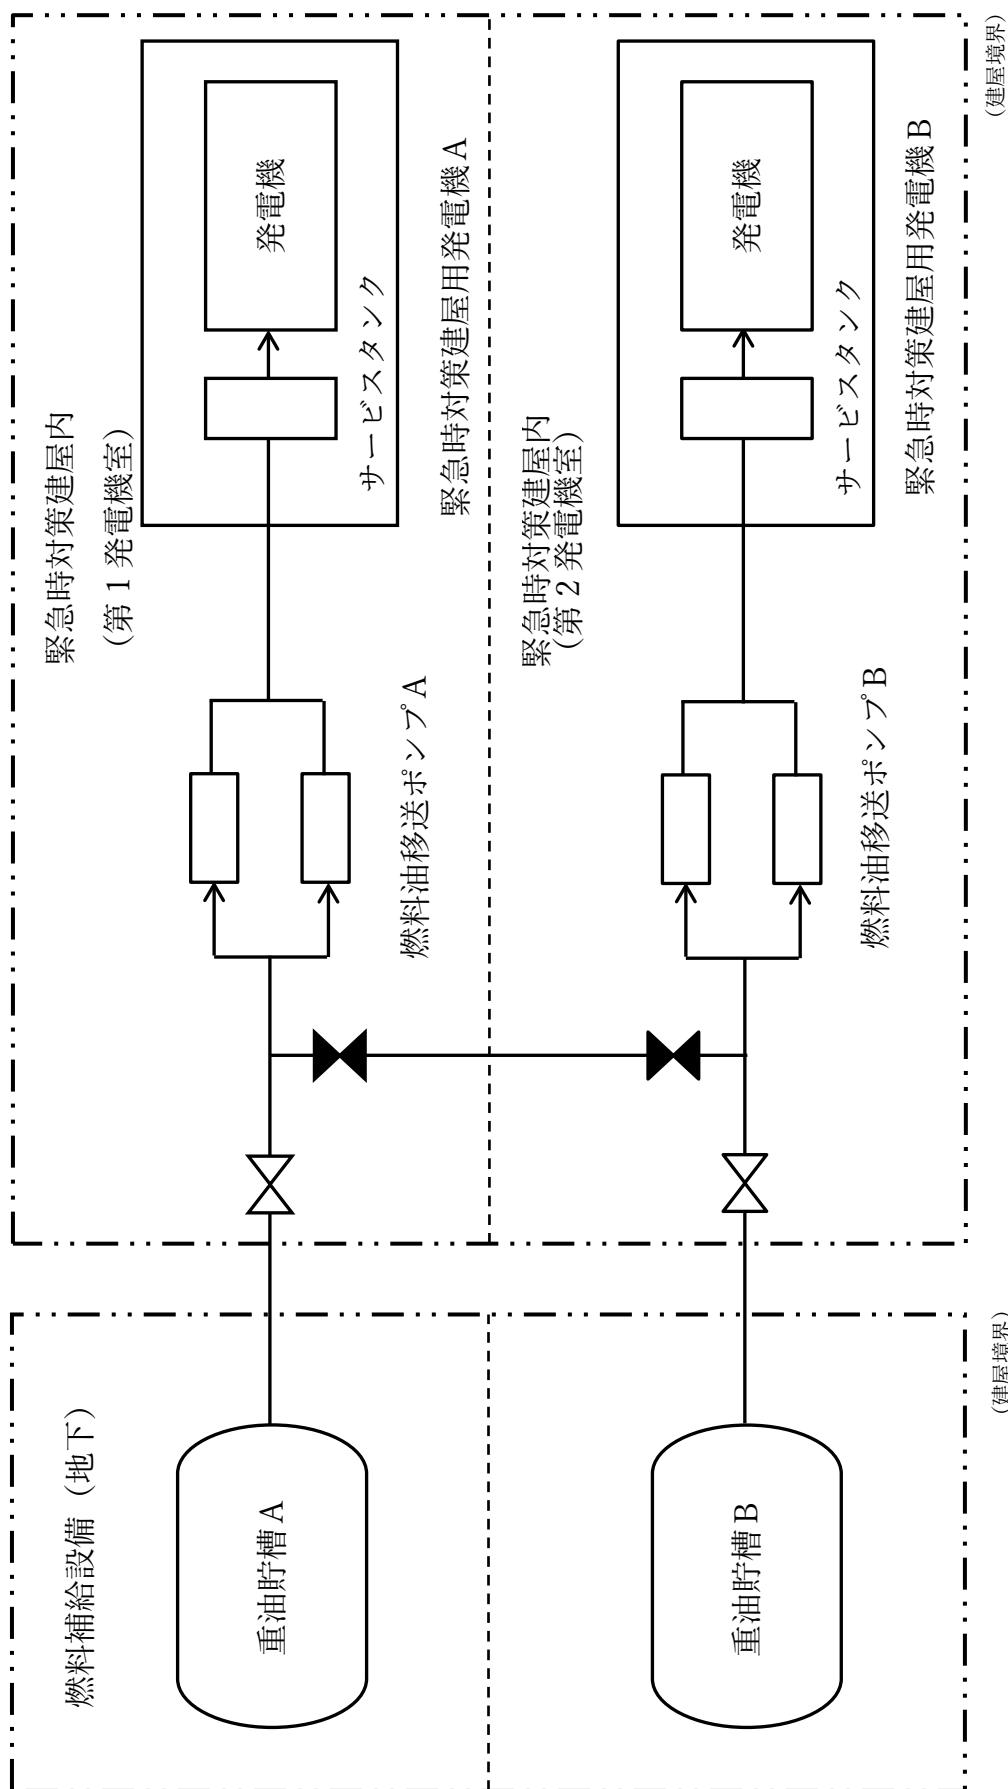 燃料補給設備（地下）
重油貯槽A
重油貯槽B
（建屋境界）
緊急時対策建屋内
（第１発電機室）
燃料油移送ポンプA
発電機
サービスタンク
緊急時対策建屋用発電機A
緊急時対策建屋内
（第２発電機室）
燃料油移送ポンプB
発電機
サービスタンク
緊急時対策建屋用発電機B
（建屋境界）